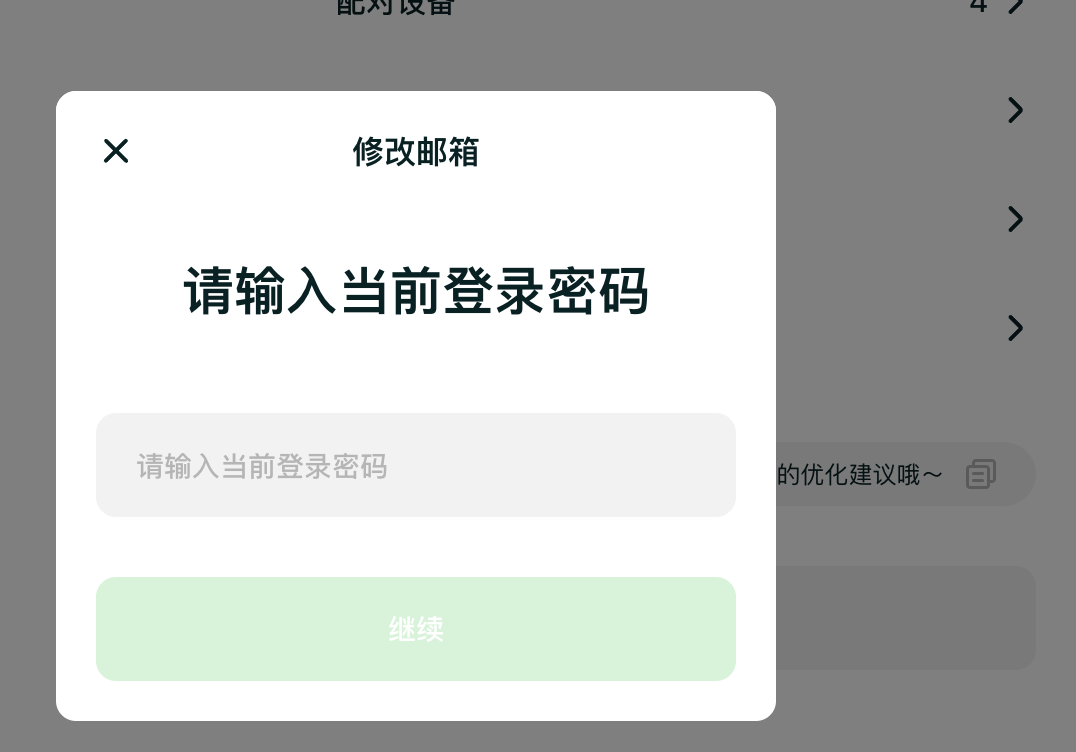 配对设备 4
修改邮箱
请输入当前登录密码
请输入当前登录密码
的优化建议哦～
继续